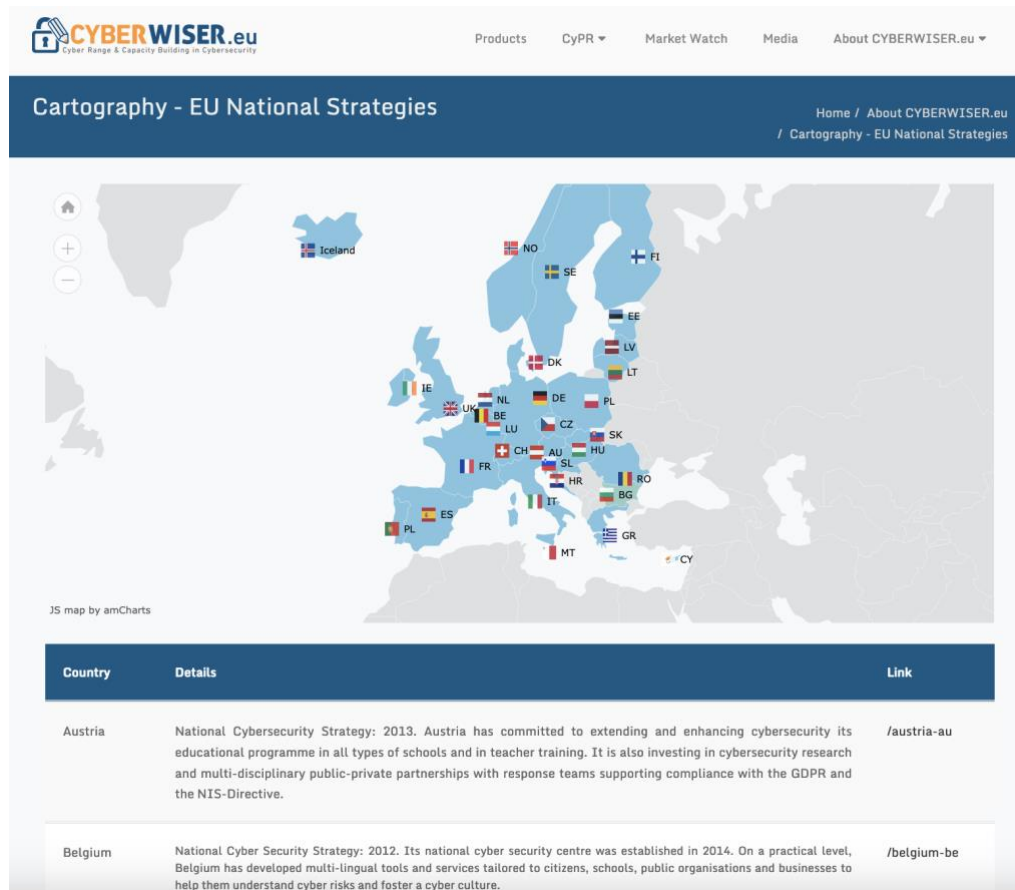 CYBERWISER.eu
Cyber Range & Capacity Building in Cybersecurity
Products CyPR Market Watch Media About CYBERWISER.eu
Cartography - EU National Strategies
Home / About CYBERWISER.eu
/ Cartography - EU National Strategies
Iceland
NO
SE
FI
EE
LV
LT
DK
IE
UK
NL
BE
LU
DE
PL
CZ
SK
CH
AU
HU
SL
FR
HR
RO
BG
IT
ES
PL
GR
MT
CY
JS map by amCharts
Country Details Link
Austria National Cybersecurity Strategy: 2013. Austria has committed to extending and enhancing cybersecurity its /austria-au
educational programme in all types of schools and in teacher training. It is also investing in cybersecurity research
and multi-disciplinary public-private partnerships with response teams supporting compliance with the GDPR and
the NIS-Directive.
Belgium National Cyber Security Strategy: 2012. Its national cyber security centre was established in 2014. On a practical level, /belgium-be
Belgium has developed multi-lingual tools and services tailored to citizens, schools, public organisations and businesses to
help them understand cyber risks and foster a cyber culture.